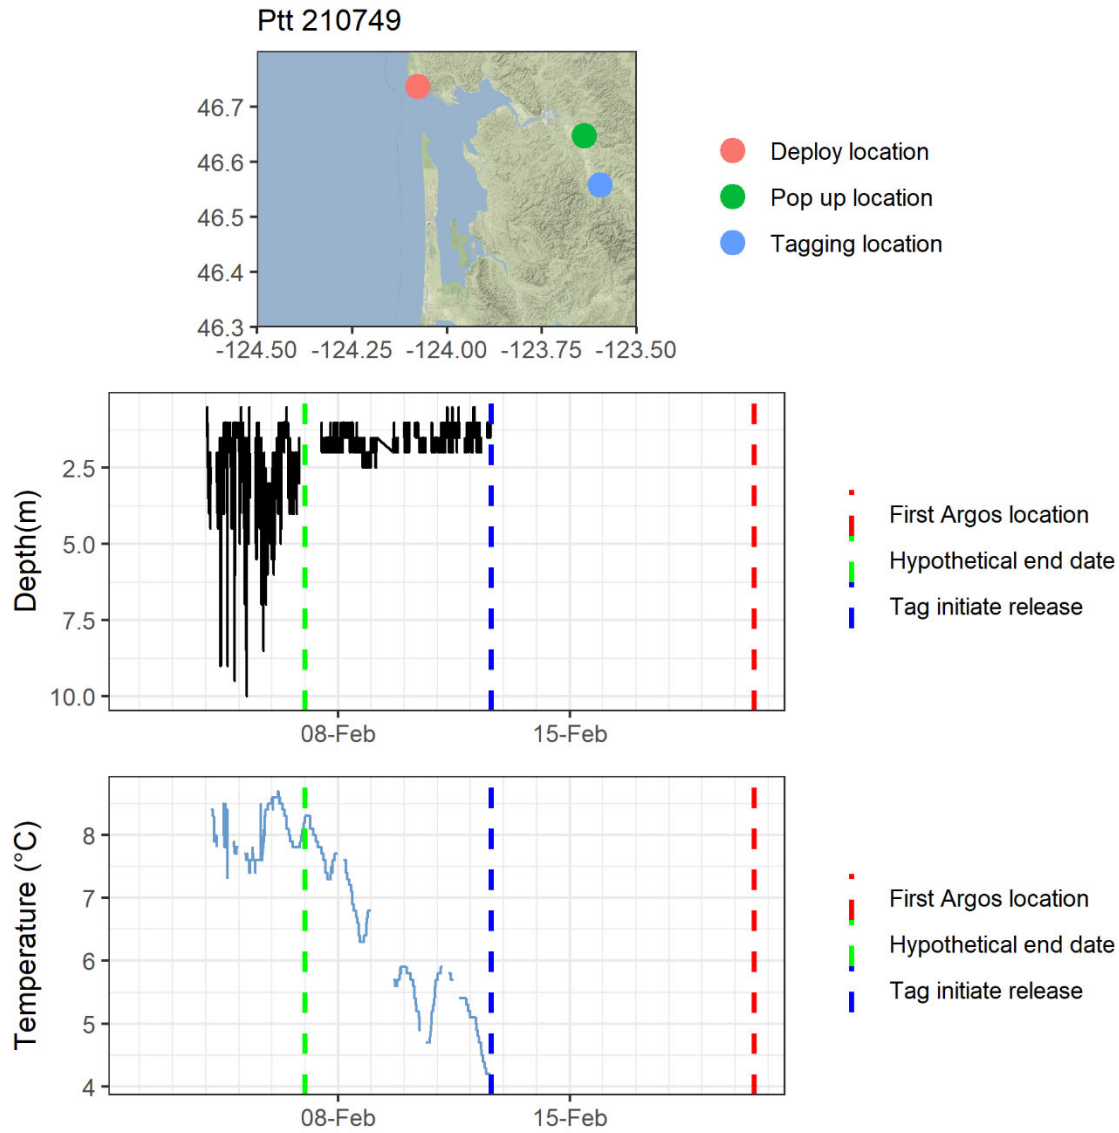 Ptt 210749
46.7
46.6
46.5
46.4
46.3
-124.50 -124.25 -124.00 -123.75 -123.50
Deploy location
Pop up location
Tagging location
Depth(m)
2.5
5.0
7.5
10.0
08-Feb 15-Feb
First Argos location
Hypothetical end date
Tag initiate release
Temperature (°C)
8
7
6
5
4
08-Feb 15-Feb
First Argos location
Hypothetical end date
Tag initiate release